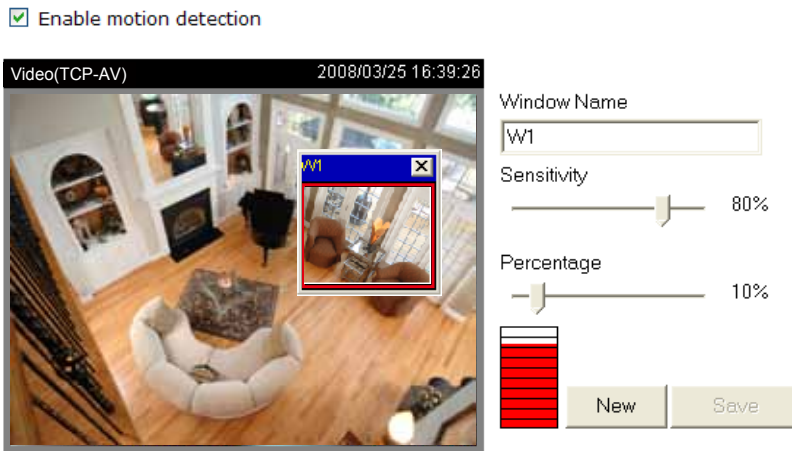 Enable motion detection
Video(TCP-AV) 2008/03/25 16:39:26
W1
Window Name
W1
Sensitivity
80%
Percentage
10%
New Save